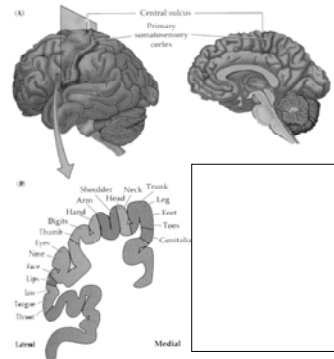 (A)
Central sulcus
Primary
somatosensory
cortex
(B)
Shoulder
Neck
Trunk
Arm
Head
Leg
Hand
Digits
Feet
Thumb
Toes
Eyes
Genitalia
Nose
Face
Lips
Tongue
Throat
Lateral
Medial